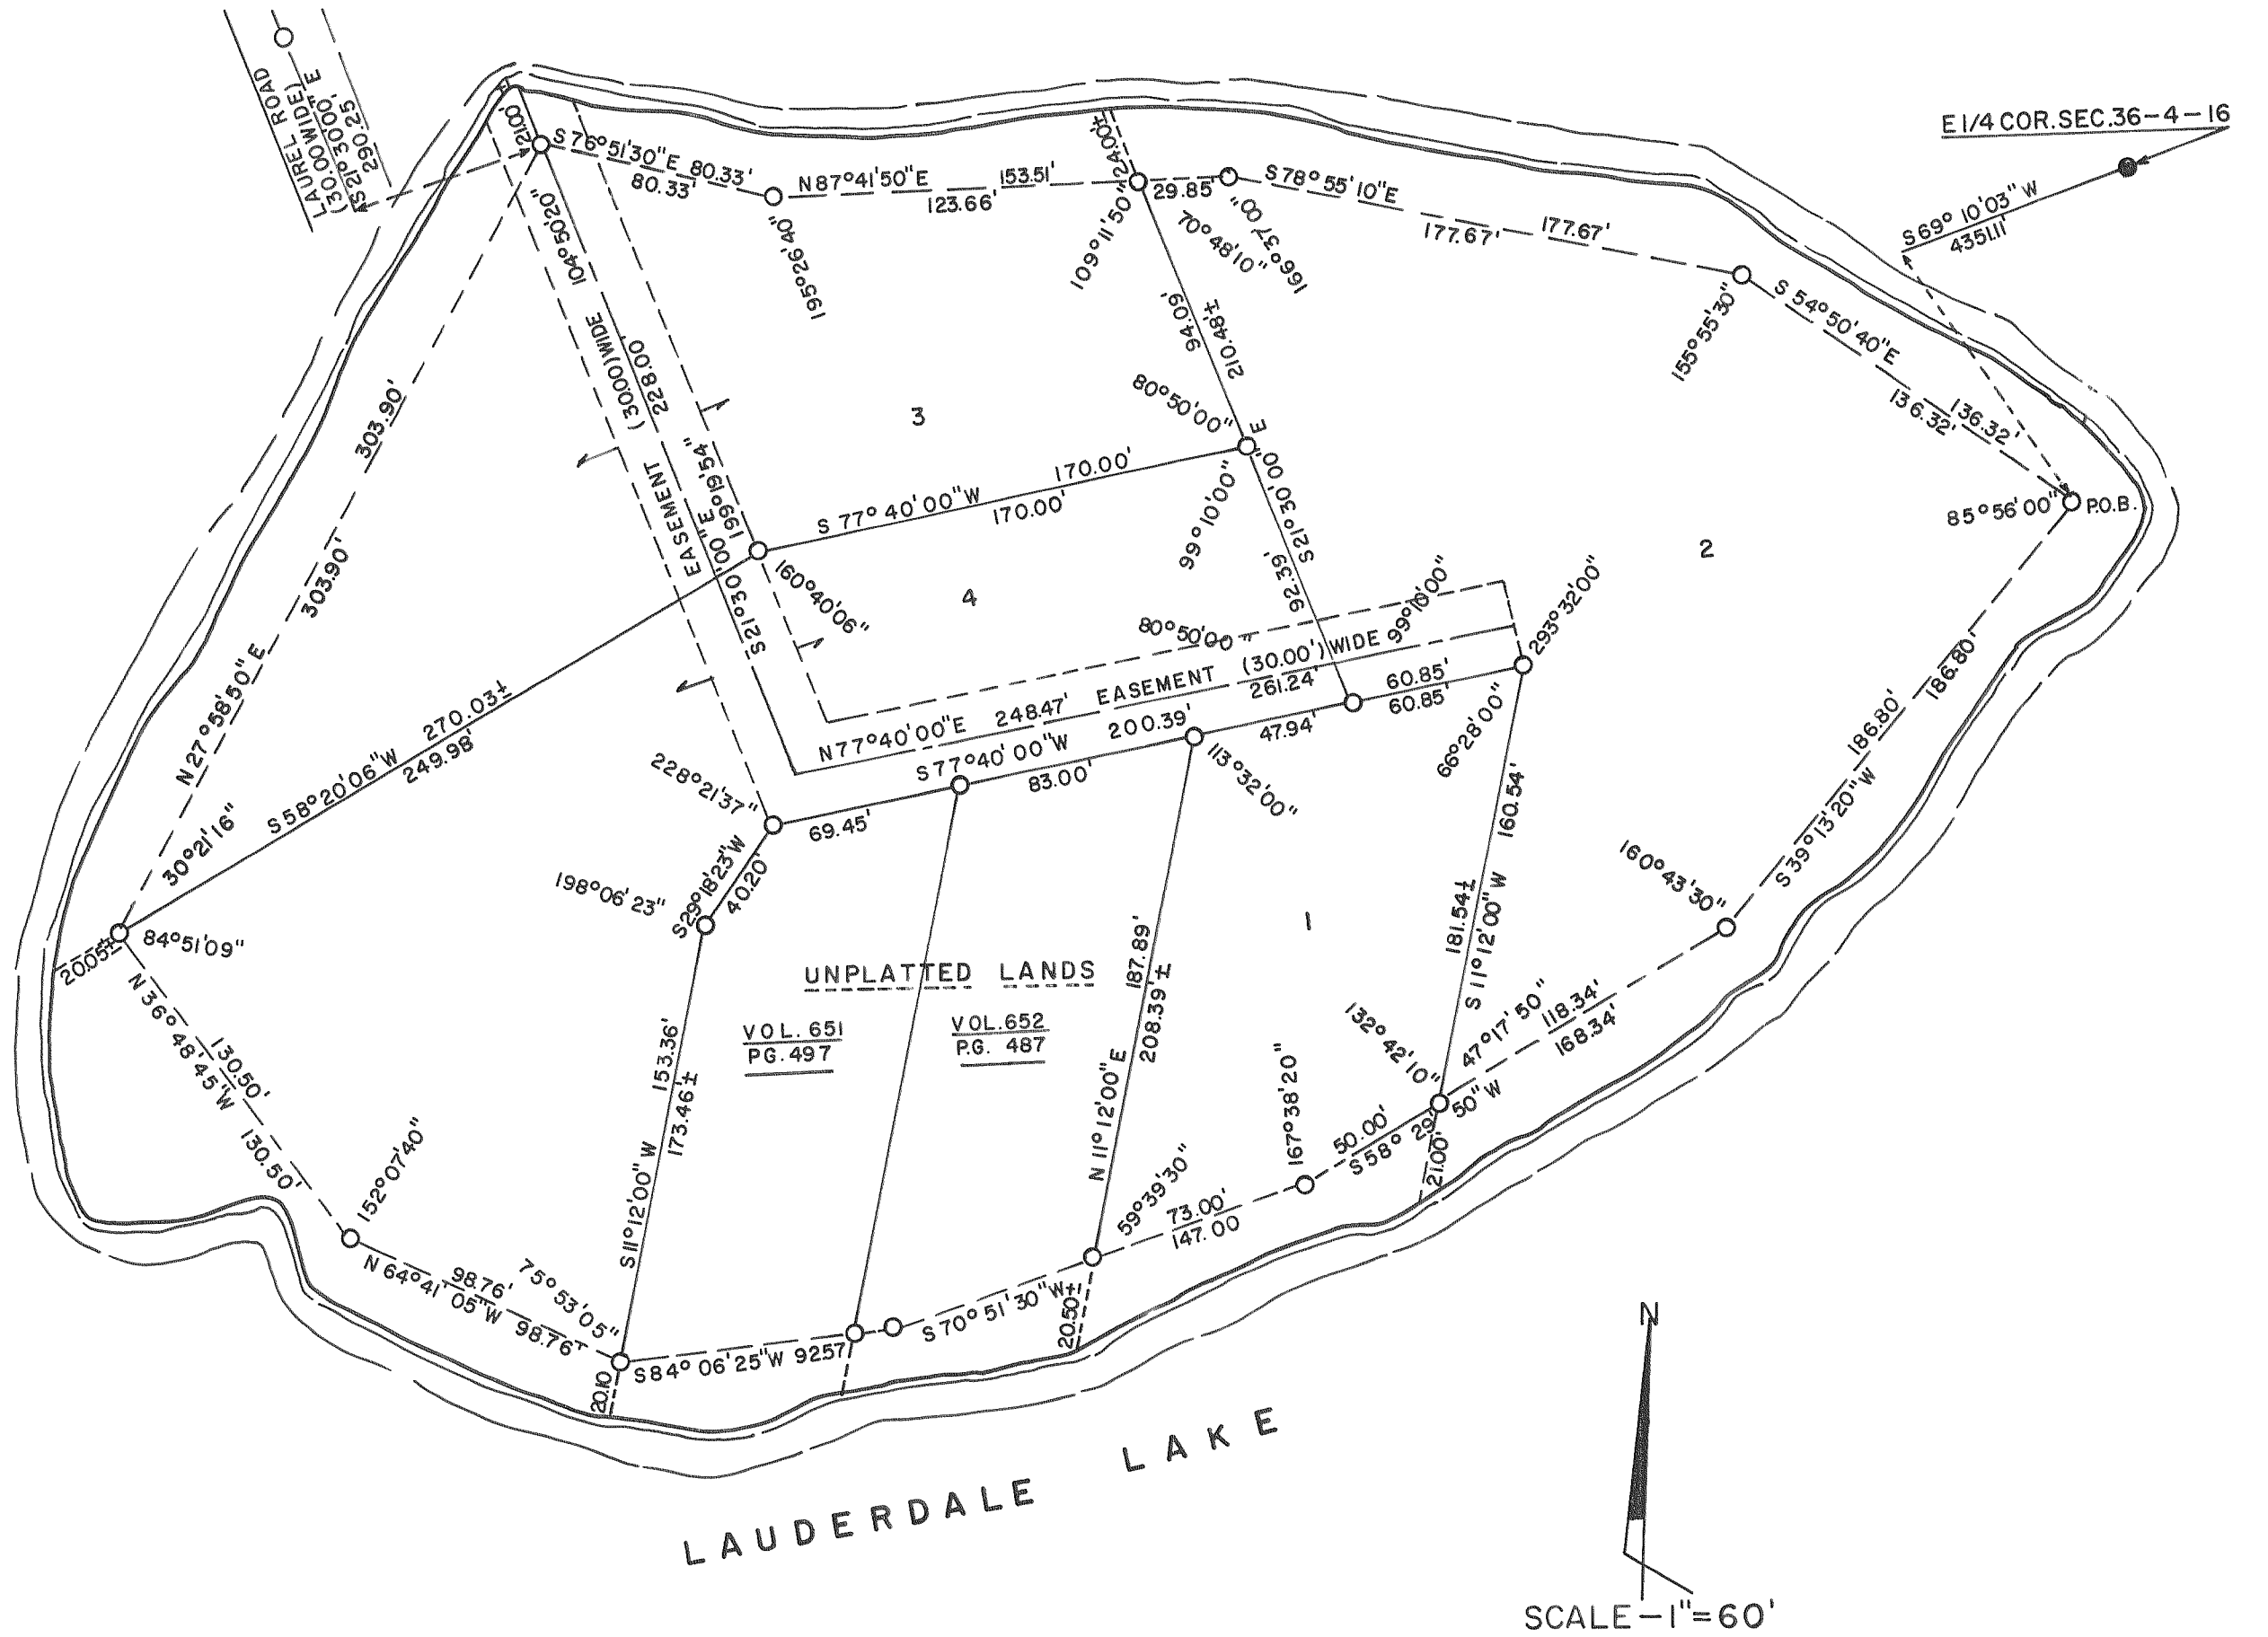 LAUREL ROAD
(30.00 WIDE)
S21°30'00" E
290.25
E 1/4 COR. SEC. 36-4-16
S 69° 10' 03" W
4351.11'
21.00'
S 76°51'30"E 80.33'
80.33'
N87°41'50"E 153.51'
123.66'
24.00'±
29.85'
S 78°55'10"E
177.67' 177.67'
104°50'20"
195°26'40"
109°11'50"
70°48'10"
166°37'00"
155°55'30"
S 54°50'40"E
136.32'
136.32'
94.09'
210.48'±
EASEMENT (30.00) WIDE
228.00'
S21°30'00"E
199°19'54"
303.90'
303.90'
N27°58'50"E
3
80°50'00"
S 77°40'00"W 170.00'
170.00'
99°10'00"
S21°30'00" E
92.39'
85°56'00"
P.O.B.
2
4
160°40'06"
80°50'00"
99°10'00"
293°32'00"
EASEMENT (30.00') WIDE
N77°40'00"E 248.47'
261.24'
60.85'
60.85'
S77°40'00"W 200.39'
47.94'
83.00'
69.45'
113°32'00"
66°28'00"
270.03±
S58°20'06"W
249.98'
228°21'37"
186.80'
186.80'
S39°13'20"W
160.54'
181.54±
S 11°12'00" W
30°21'16"
198°06'23"
S29°18'23"W
40.20'
160°43'30"
1
84°51'09"
20.05±
UNPLATTED LANDS
VOL. 651
PG. 497
VOL. 652
P.G. 487
187.89'
208.39'±
N 11°12'00"E
153.36'
173.46'±
S11°12'00" W
N 36°48'45"W
130.50'
130.50'
132°42'10"
47°17'50"
118.34'
168.34'
167°38'20"
50.00'
S58° 29' 50"W
21.00'
152°07'40"
59°39'30"
73.00'
147.00
N 64°41'05"W
98.76'
98.76'
75°53'05"
S 70°51'30"W
20.50±
S84°06'25"W 92.57
20.10
N
LAUDERDALE LAKE
SCALE-1"=60'